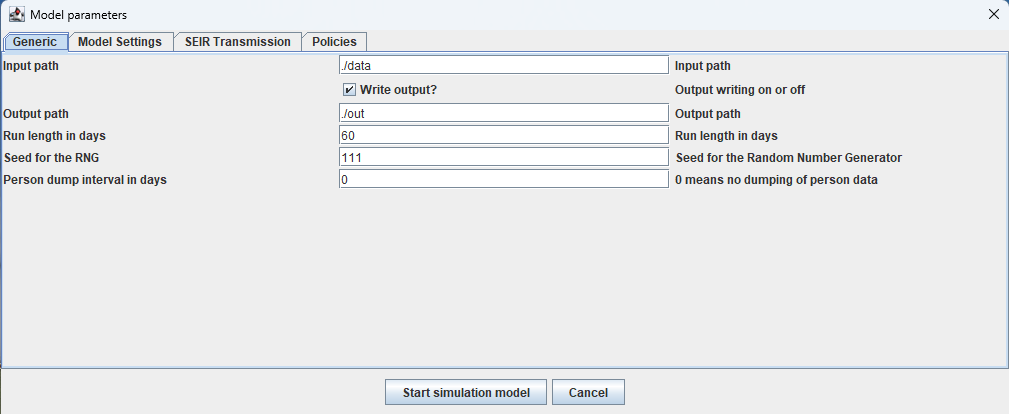 Model parameters
Generic Model Settings SEIR Transmission Policies
Input path ./data Input path
Write output? Output writing on or off
Output path ./out Output path
Run length in days 60 Run length in days
Seed for the RNG 111 Seed for the Random Number Generator
Person dump interval in days 0 0 means no dumping of person data
Start simulation model Cancel